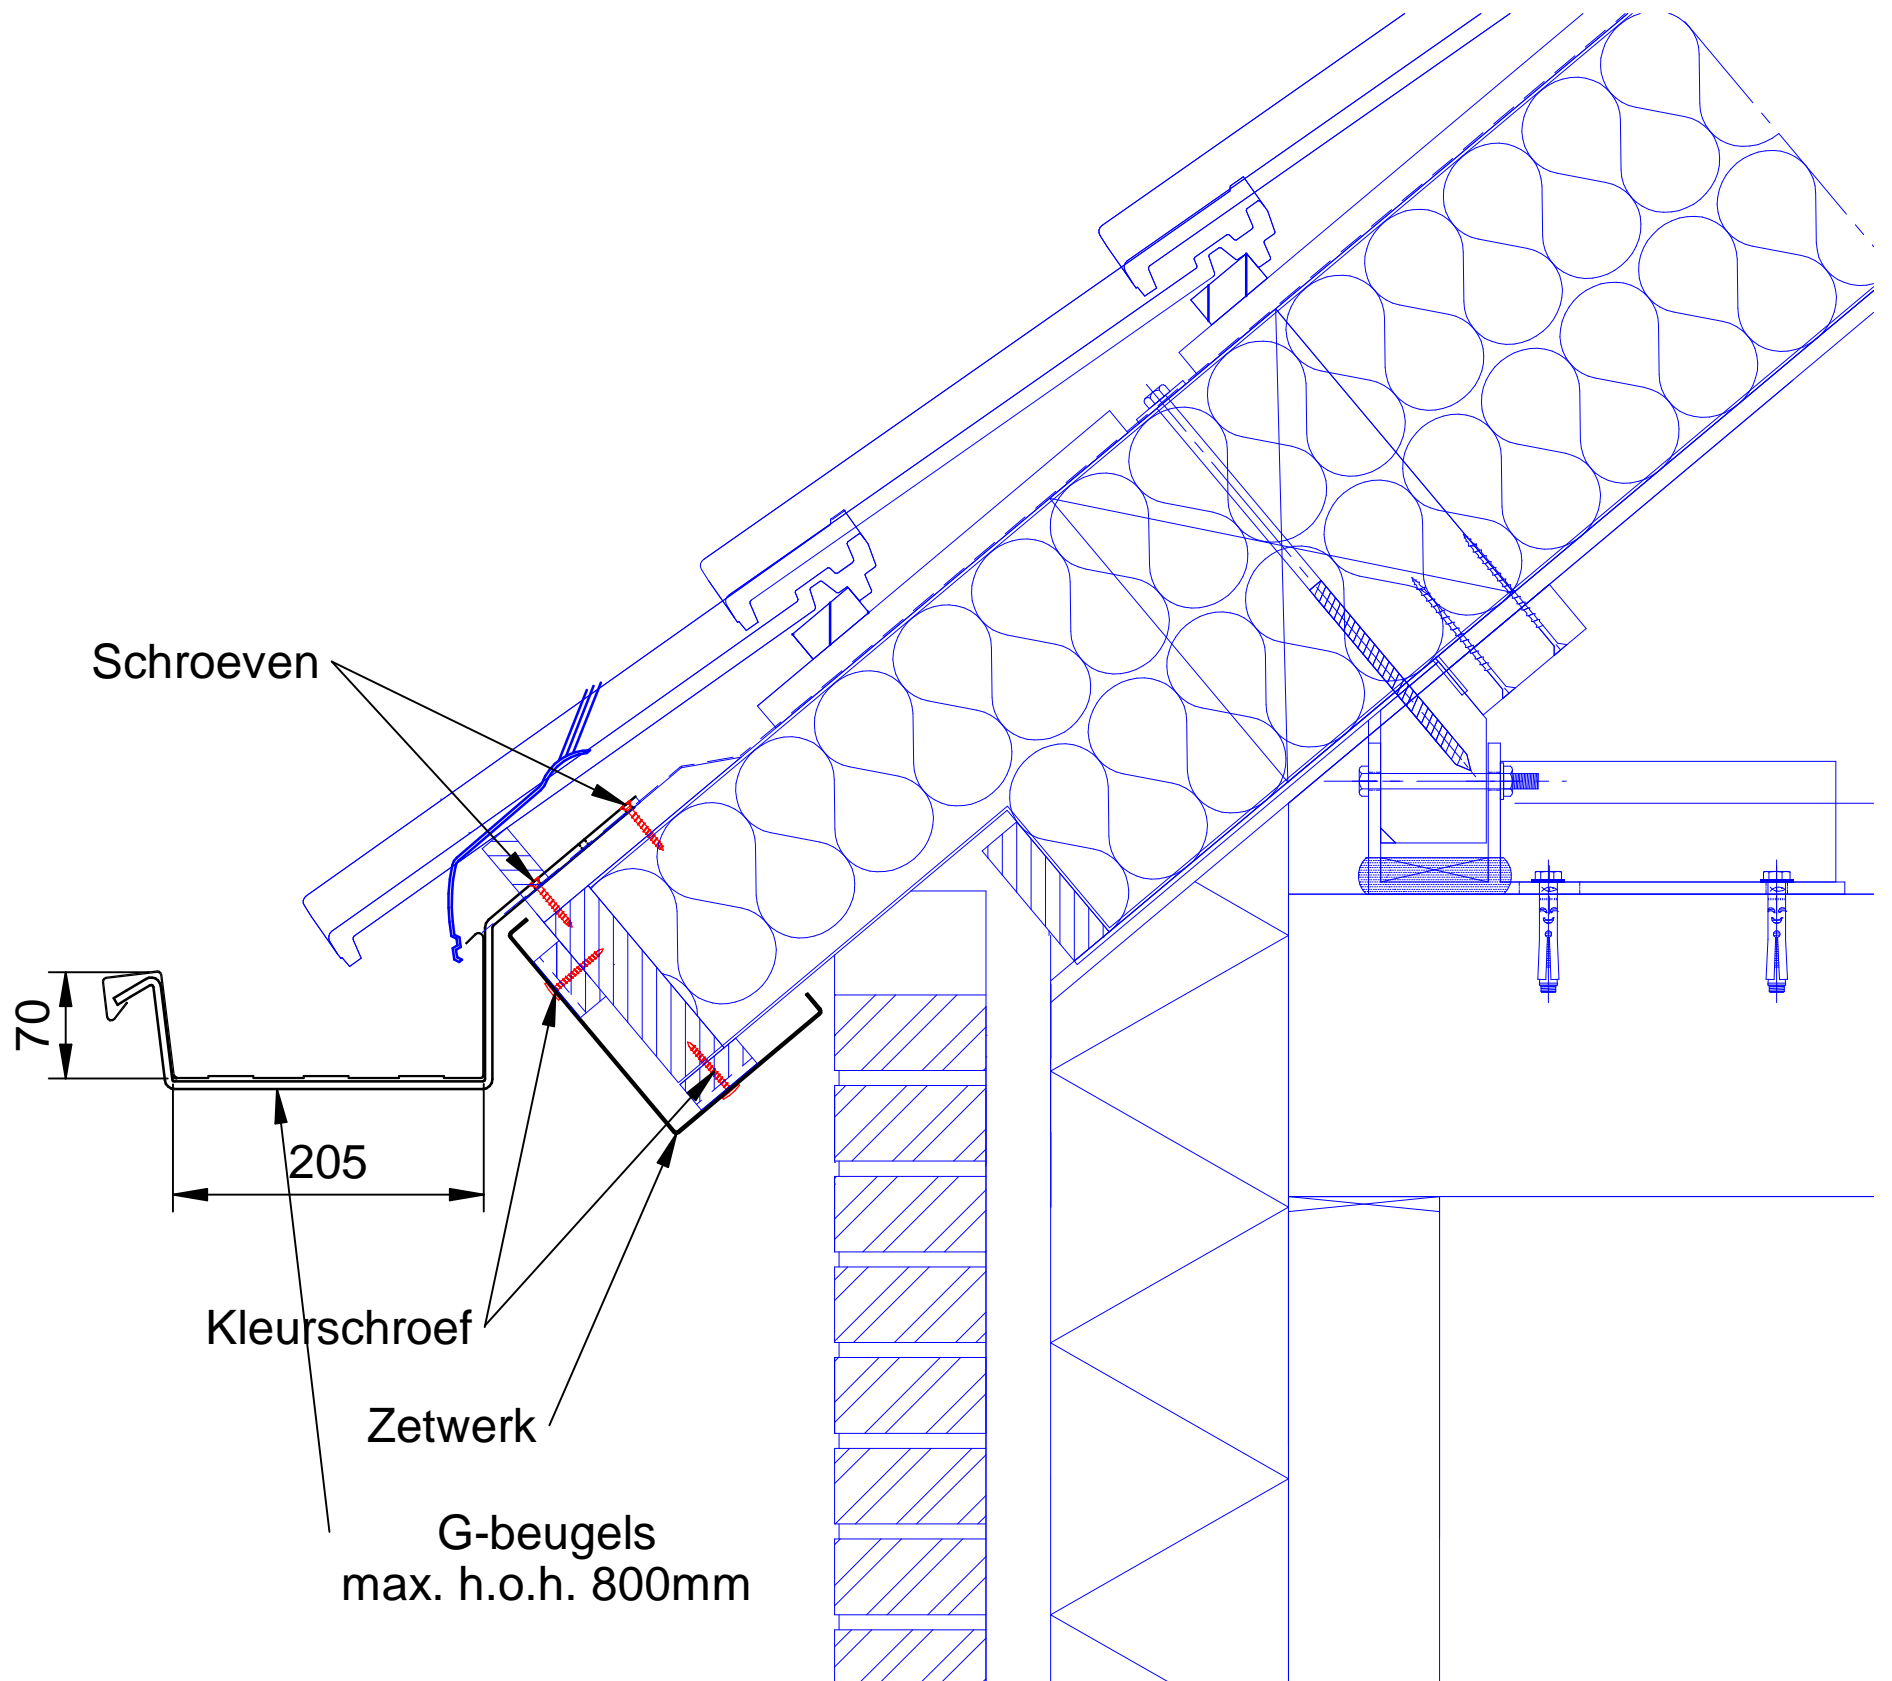 Schroeven
70
205
Kleurschroef
Zetwerk
G-beugels
max. h.o.h. 800mm